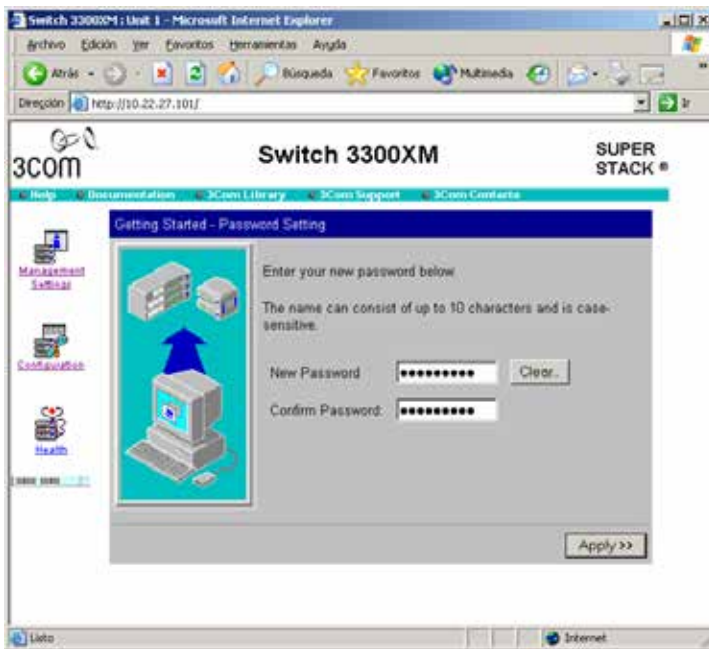 Switch 3300XM : Unit 1 - Microsoft Internet Explorer
Archivo Edición Ver Favoritos Herramientas Ayuda
Atrás Búsqueda Favoritos Multimedia
Dirección http://10.22.27.101/ Ir
3COM
Switch 3300XM
SUPER
STACK ®
Help Documentation 3Com Library 3Com Support 3Com Contacts
Getting Started - Password Setting
Management
Settings
Configuration
Health
Enter your new password below
The name can consist of up to 10 characters and is case-
sensitive.
New Password ●●●●●●●●● Clear..
Confirm Password: ●●●●●●●●●
Apply >>
Listo Internet